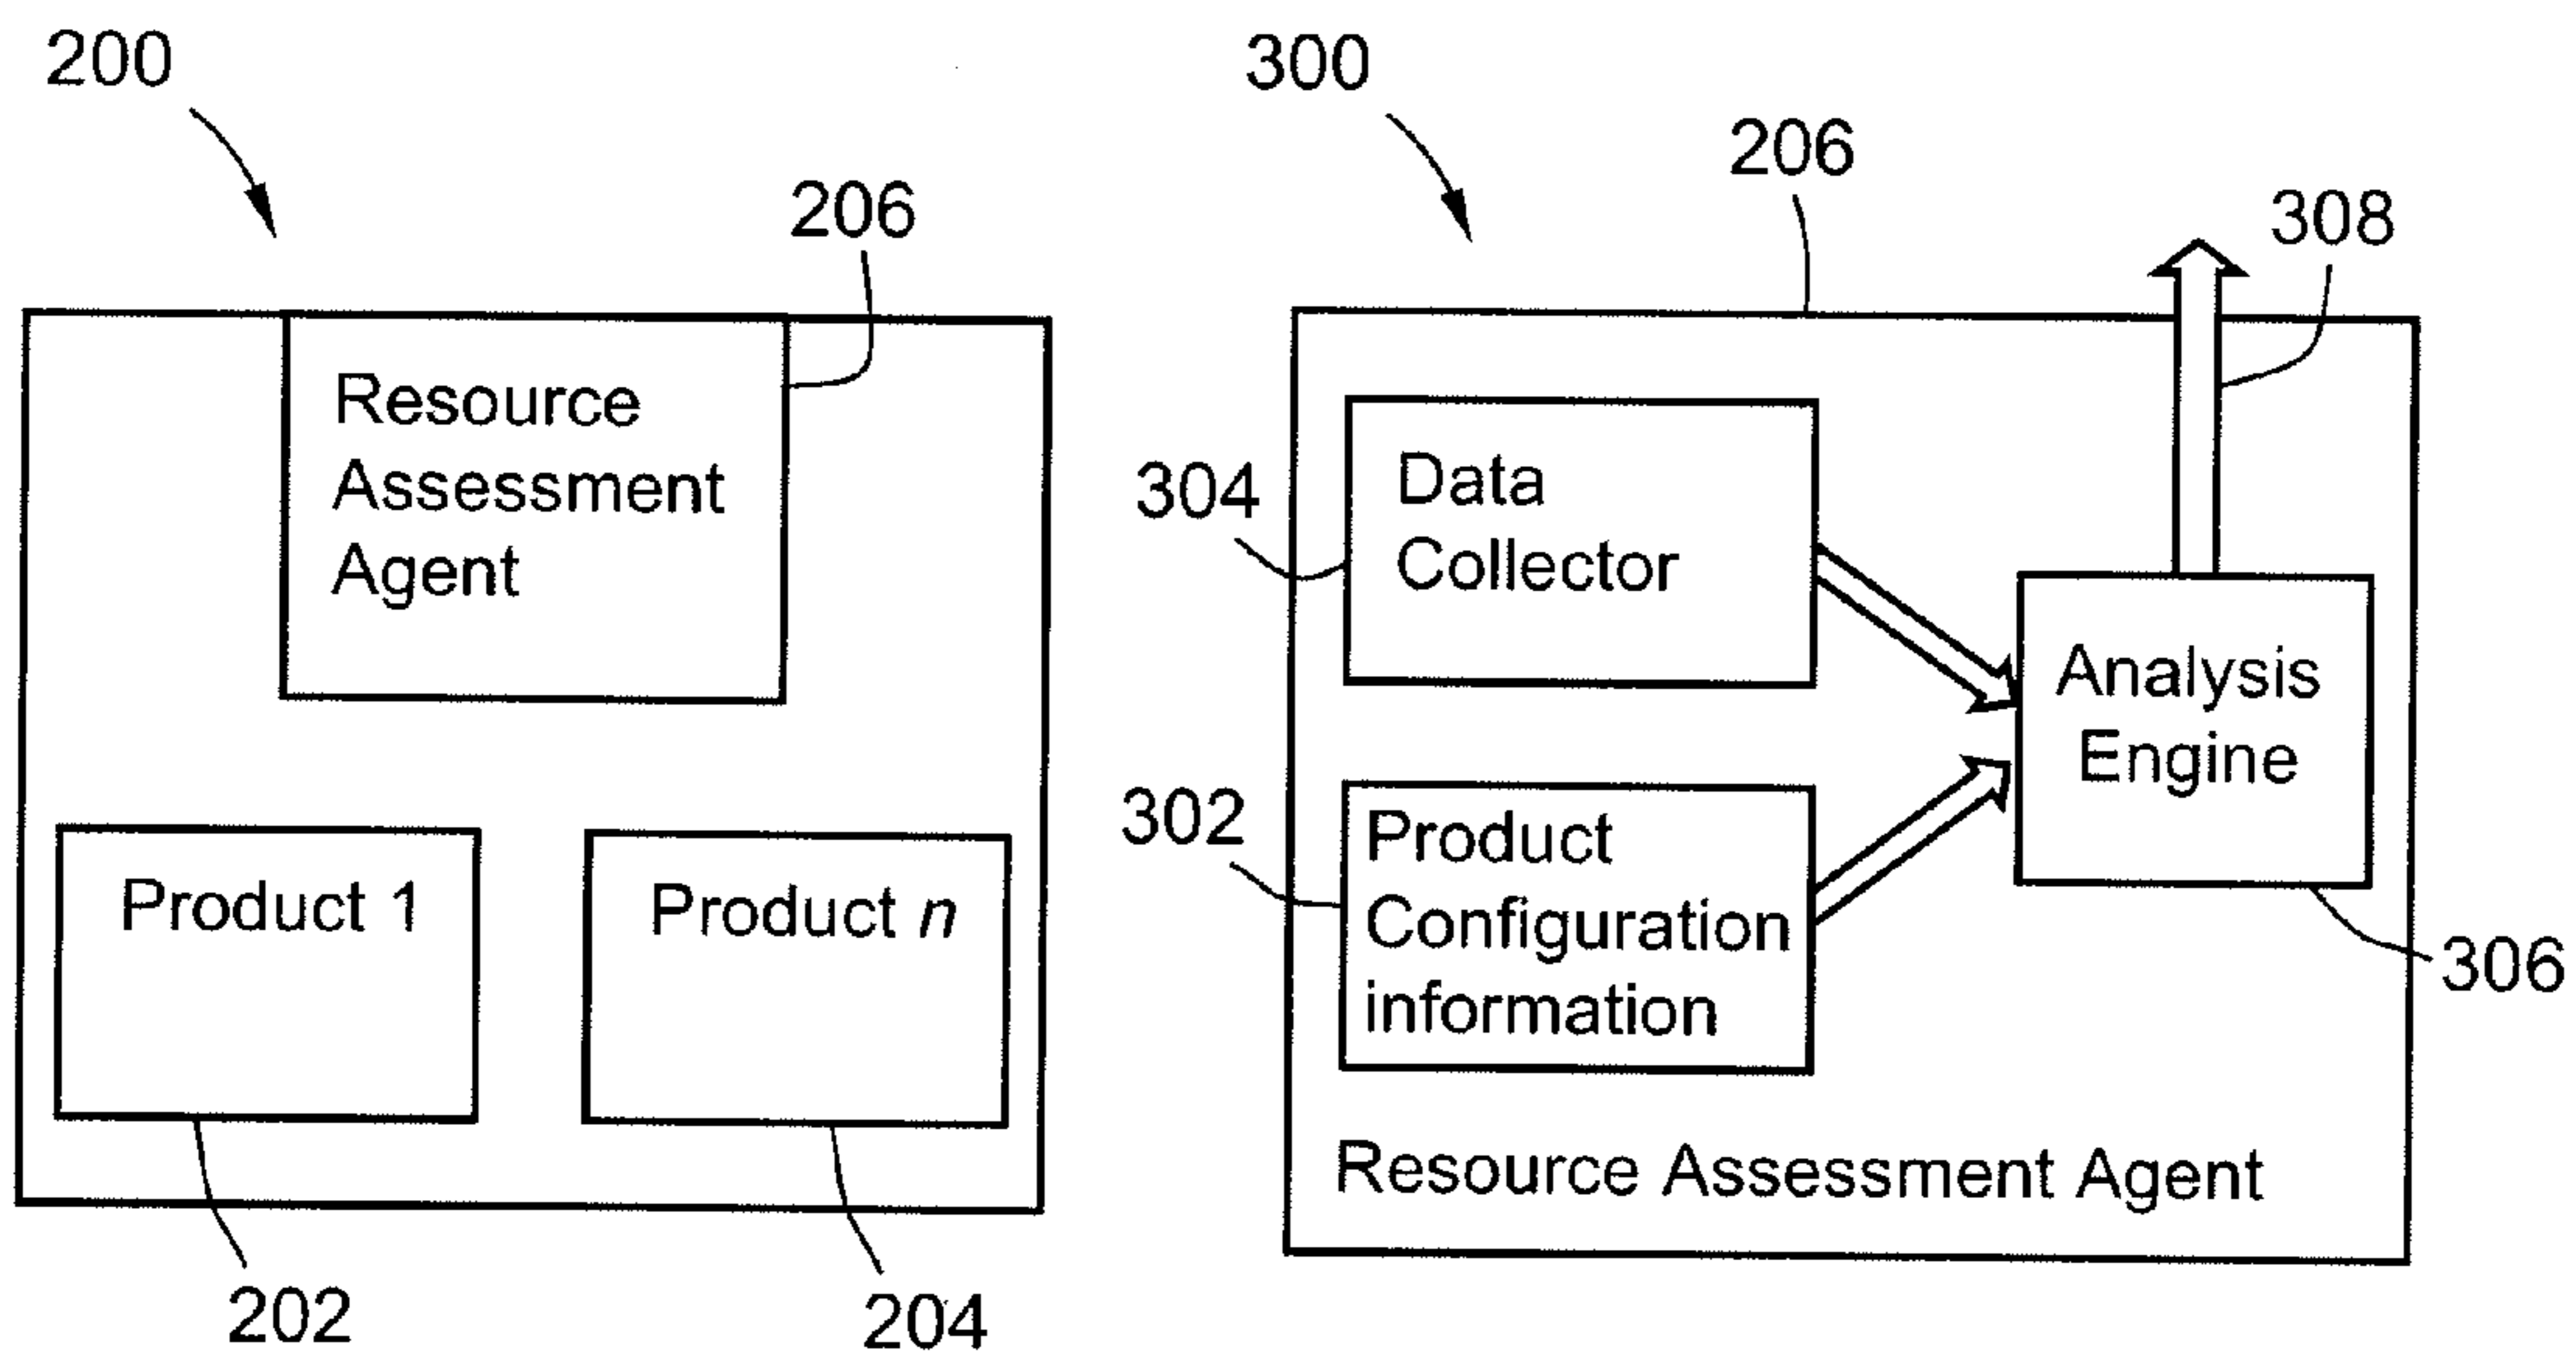 200
206
Resource
Assessment
Agent
Product 1
Product n
202
204
300
206
308
304
Data
Collector
Analysis
Engine
302
Product
Configuration
information
306
Resource Assessment Agent